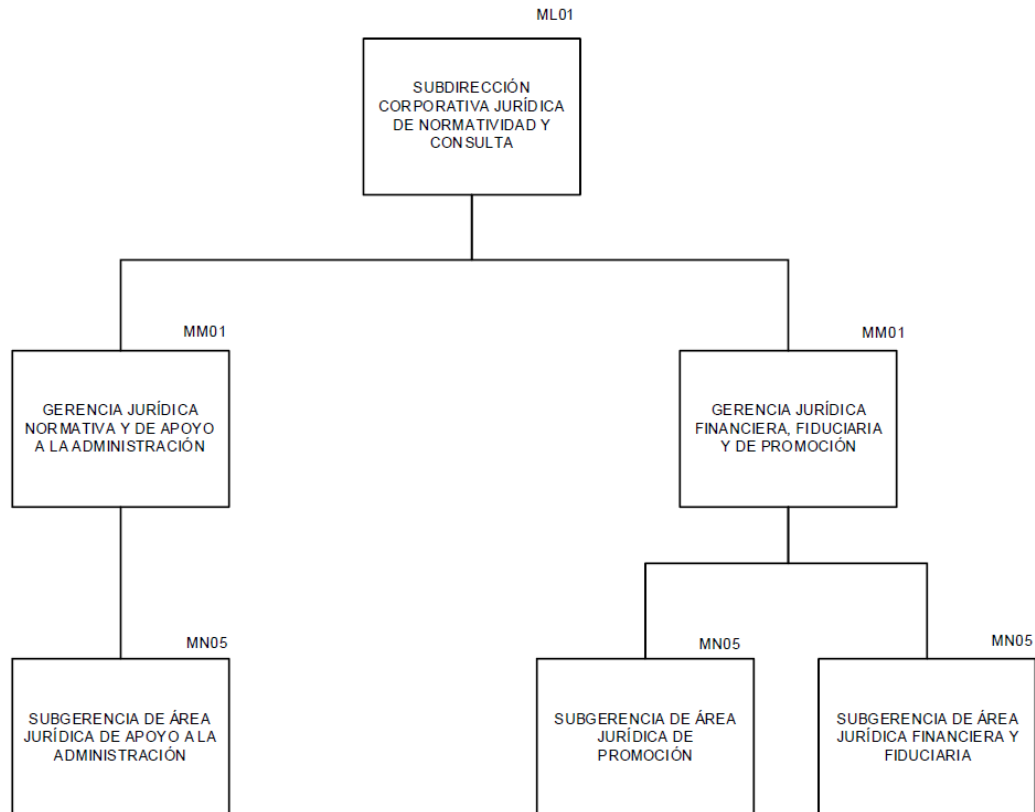 ML01
SUBDIRECCIÓN
CORPORATIVA JURÍDICA
DE NORMATIVIDAD Y
CONSULTA
MM01
GERENCIA JURÍDICA
NORMATIVA Y DE APOYO
A LA ADMINISTRACIÓN
MM01
GERENCIA JURÍDICA
FINANCIERA, FIDUCIARIA
Y DE PROMOCIÓN
MN05
SUBGERENCIA DE ÁREA
JURÍDICA DE APOYO A LA
ADMINISTRACIÓN
MN05
SUBGERENCIA DE ÁREA
JURÍDICA DE
PROMOCIÓN
MN05
SUBGERENCIA DE ÁREA
JURÍDICA FINANCIERA Y
FIDUCIARIA